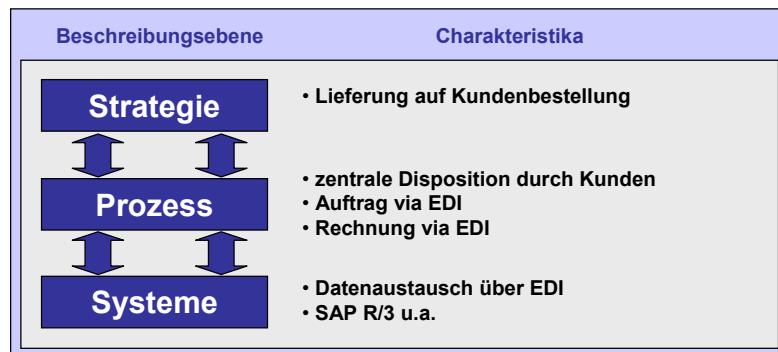 Beschreibungsebene Charakteristika
Strategie
• Lieferung auf Kundenbestellung
Prozess
• zentrale Disposition durch Kunden
• Auftrag via EDI
• Rechnung via EDI
Systeme
• Datenaustausch über EDI
• SAP R/3 u.a.